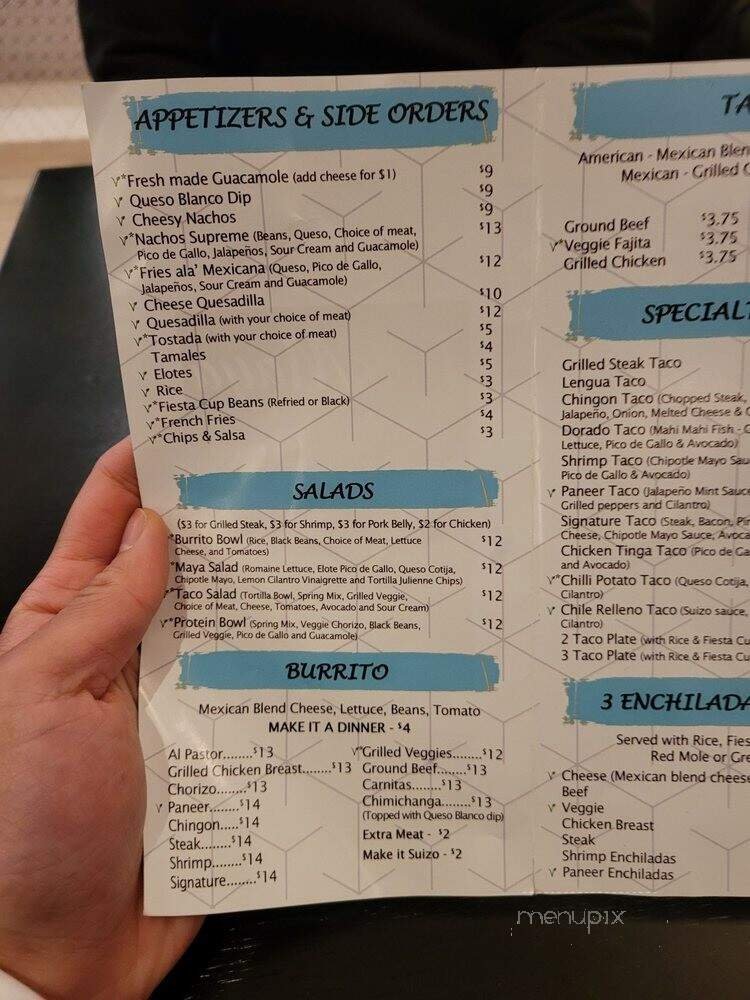 APPETIZERS & SIDE ORDERS
*Fresh made Guacamole (add cheese for $1) $9
Queso Blanco Dip $9
Cheesy Nachos $9
*Nachos Supreme (Beans, Queso, Choice of meat, $13
Pico de Gallo, Jalapeños, Sour Cream and Guacamole)
*Fries ala' Mexicana (Queso, Pico de Gallo, $12
Jalapeños, Sour Cream and Guacamole)
Cheese Quesadilla $10
Quesadilla (with your choice of meat) $12
*Tostada (with your choice of meat) $5
Tamales $4
Elotes $5
Rice $3
*Fiesta Cup Beans (Refried or Black) $3
*French Fries $4
*Chips & Salsa $3
SALADS
($3 for Grilled Steak, $3 for Shrimp, $3 for Pork Belly, $2 for Chicken)
*Burrito Bowl (Rice, Black Beans, Choice of Meat, Lettuce $12
Cheese, and Tomatoes)
*Maya Salad (Romaine Lettuce, Elote Pico de Gallo, Queso Cotija, $12
Chipotle Mayo, Lemon Cilantro Vinaigrette and Tortilla Julienne Chips)
*Taco Salad (Tortilla Bowl, Spring Mix, Grilled Veggie, $12
Choice of Meat, Cheese, Tomatoes, Avocado and Sour Cream)
*Protein Bowl (Spring Mix, Veggie Chorizo, Black Beans, $12
Grilled Veggie, Pico de Gallo and Guacamole)
BURRITO
Mexican Blend Cheese, Lettuce, Beans, Tomato
MAKE IT A DINNER - $4
Al Pastor........$13
Grilled Chicken Breast........$13
Chorizo........$13
Paneer........$14
Chingon.....$14
Steak........$14
Shrimp........$14
Signature........$14
*Grilled Veggies........$12
Ground Beef........$13
Carnitas........$13
Chimichanga........$13
(Topped with Queso Blanco dip)
Extra Meat - $2
Make it Suizo - $2
TA
American - Mexican Blen
Mexican - Grilled
Ground Beef $3.75
*Veggie Fajita $3.75
Grilled Chicken $3.75
SPECIALT
Grilled Steak Taco
Lengua Taco
Chingon Taco (Chopped Steak,
Jalapeño, Onion, Melted Cheese &
Dorado Taco (Mahi Mahi Fish -
Lettuce, Pico de Gallo & Avocado)
Shrimp Taco (Chipotle Mayo Sau
Pico de Gallo & Avocado)
Paneer Taco (Jalapeño Mint Sauce
Grilled peppers and Cilantro)
Signature Taco (Steak, Bacon, Pin
Cheese, Chipotle Mayo Sauce, Avoca
Chicken Tinga Taco (Pico de Ga
and Avocado)
*Chilli Potato Taco (Queso Cotija,
Cilantro)
Chile Relleno Taco (Suizo sauce,
Cilantro)
2 Taco Plate (with Rice & Fiesta Cu
3 Taco Plate (with Rice & Fiesta Cu
3 ENCHILADA
Served with Rice, Fies
Red Mole or Gre
Cheese (Mexican blend cheese
Beef
Veggie
Chicken Breast
Steak
Shrimp Enchiladas
Paneer Enchiladas
menupix